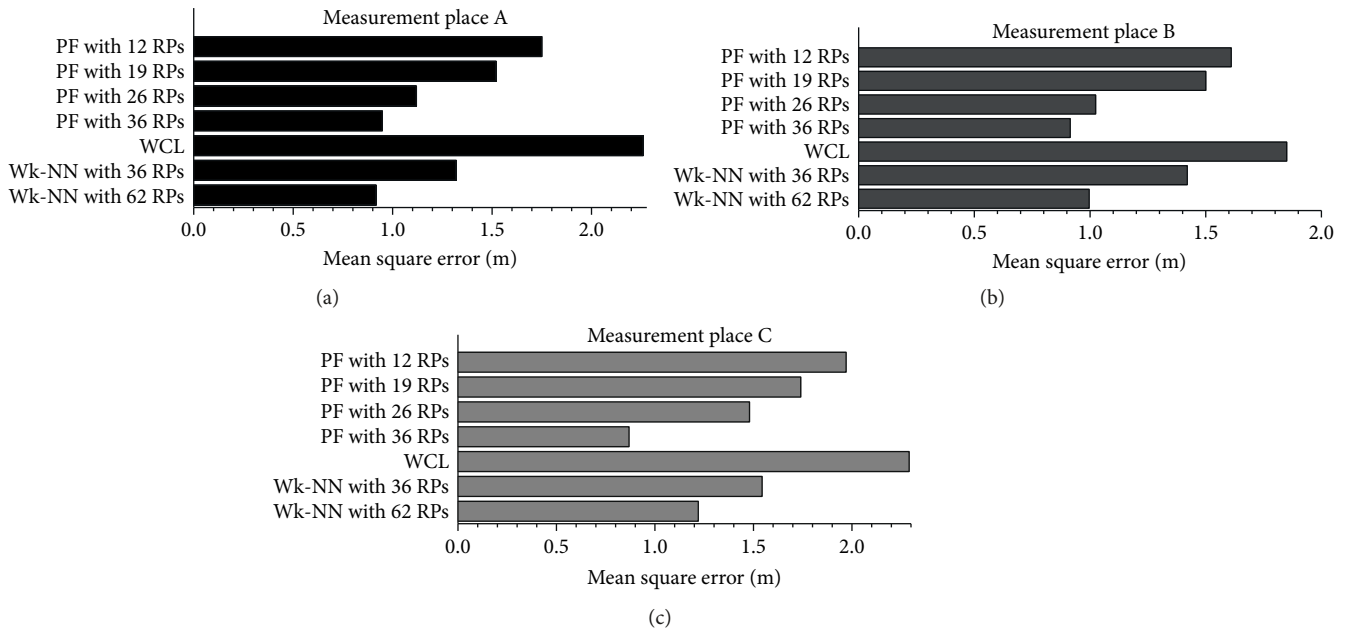 Measurement place A
PF with 12 RPs
PF with 19 RPs
PF with 26 RPs
PF with 36 RPs
WCL
Wk-NN with 36 RPs
Wk-NN with 62 RPs
0.0 0.5 1.0 1.5 2.0
Mean square error (m)
(a)
Measurement place B
PF with 12 RPs
PF with 19 RPs
PF with 26 RPs
PF with 36 RPs
WCL
Wk-NN with 36 RPs
Wk-NN with 62 RPs
0.0 0.5 1.0 1.5 2.0
Mean square error (m)
(b)
Measurement place C
PF with 12 RPs
PF with 19 RPs
PF with 26 RPs
PF with 36 RPs
WCL
Wk-NN with 36 RPs
Wk-NN with 62 RPs
0.0 0.5 1.0 1.5 2.0
Mean square error (m)
(c)